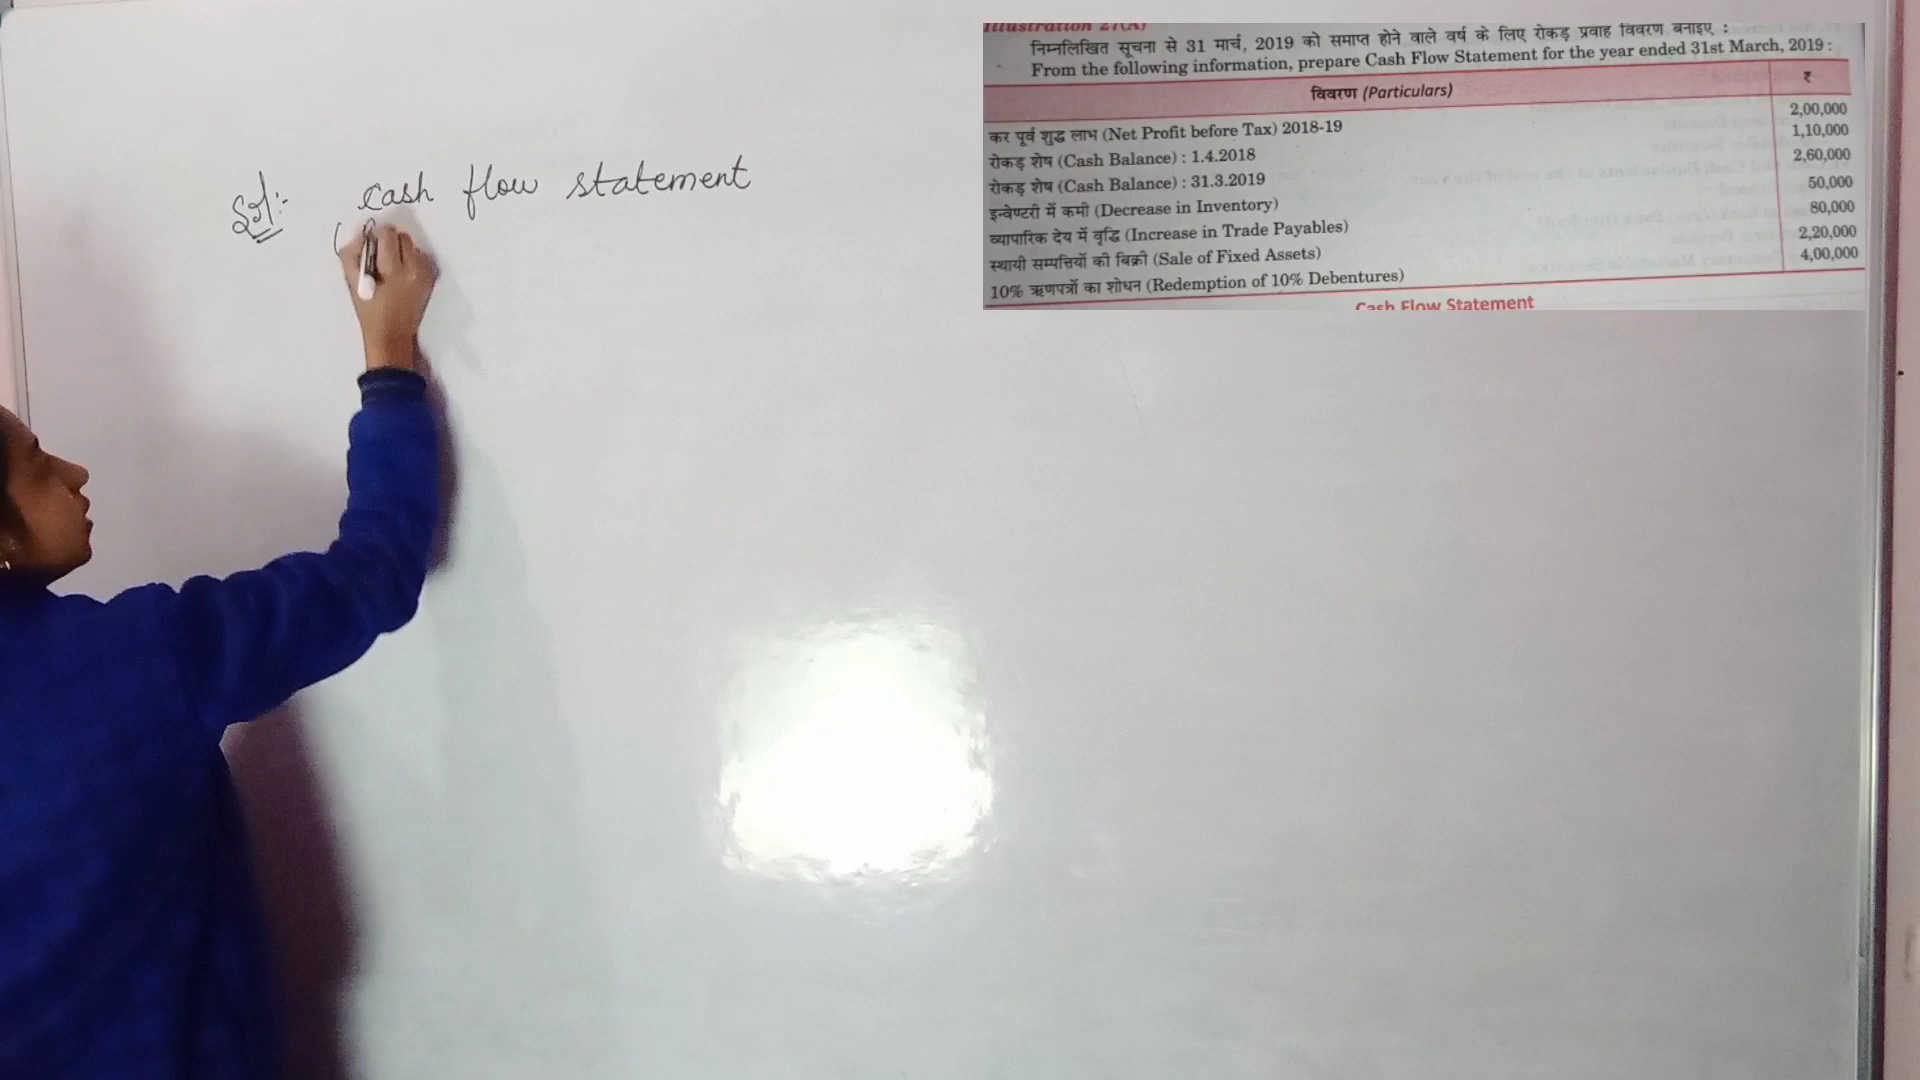 Sol:- Cash flow statement
Illustration 27(A)
निम्नलिखित सूचना से 31 मार्च, 2019 को समाप्त होने वाले वर्ष के लिए रोकड़ प्रवाह विवरण बनाइए :
From the following information, prepare Cash Flow Statement for the year ended 31st March, 2019 :
विवरण (Particulars) ₹
कर पूर्व शुद्ध लाभ (Net Profit before Tax) 2018-19 2,00,000
रोकड़ शेष (Cash Balance) : 1.4.2018 1,10,000
रोकड़ शेष (Cash Balance) : 31.3.2019 2,60,000
इन्वेण्टरी में कमी (Decrease in Inventory) 50,000
व्यापारिक देय में वृद्धि (Increase in Trade Payables) 80,000
स्थायी सम्पत्तियों की बिक्री (Sale of Fixed Assets) 2,20,000
10% ऋणपत्रों का शोधन (Redemption of 10% Debentures) 4,00,000
Cash Flow Statement